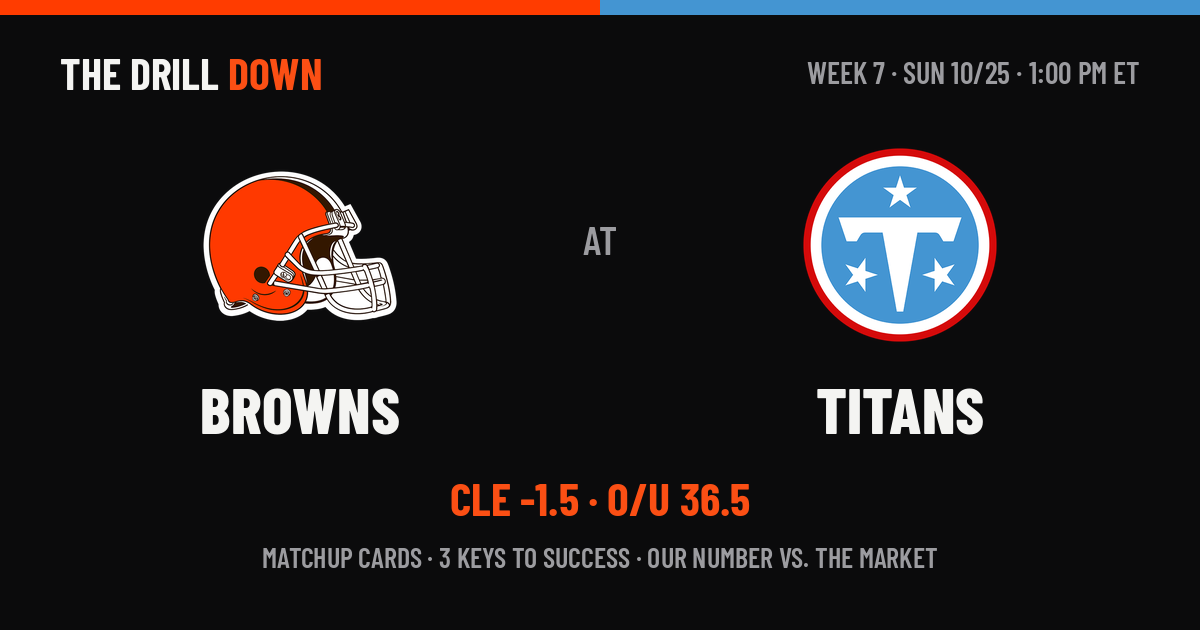 THE DRILL DOWN
WEEK 7 · SUN 10/25 · 1:00 PM ET
AT
T
BROWNS
TITANS
CLE -1.5 · O/U 36.5
MATCHUP CARDS · 3 KEYS TO SUCCESS · OUR NUMBER VS. THE MARKET